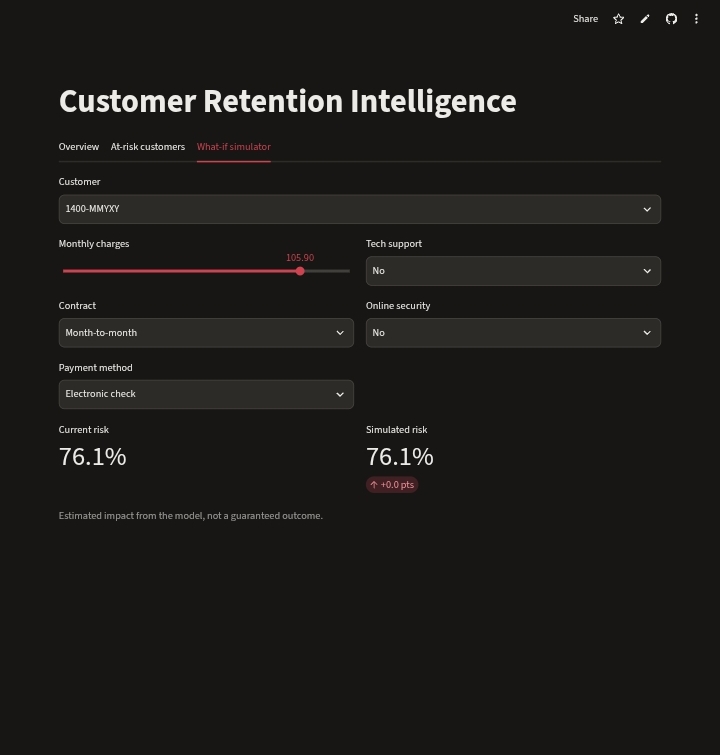 Share
Customer Retention Intelligence
Overview At-risk customers What-if simulator
Customer
1400-MMYXY
Monthly charges
105.90
Tech support
No
Contract
Month-to-month
Online security
No
Payment method
Electronic check
Current risk
76.1%
Simulated risk
76.1%
↑ +0.0 pts
Estimated impact from the model, not a guaranteed outcome.